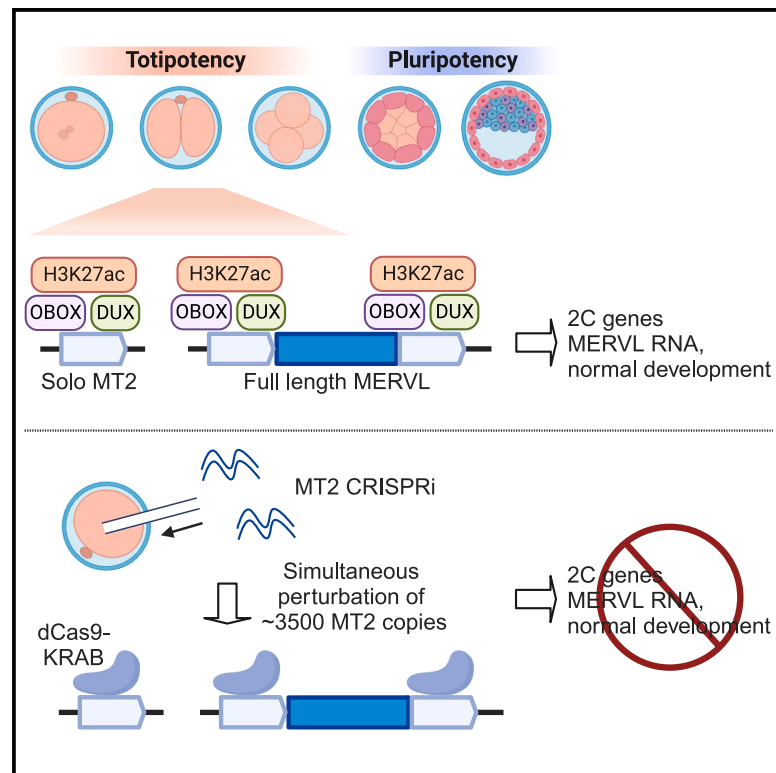 Totipotency
Pluripotency
H3K27ac
H3K27ac
H3K27ac
OBOX
DUX
OBOX
DUX
OBOX
DUX
Solo MT2
Full length MERVL
2C genes
MERVL RNA,
normal development
MT2 CRISPRi
Simultaneous
perturbation of
~3500 MT2 copies
dCas9-
KRAB
2C genes
MERVL RNA,
normal development